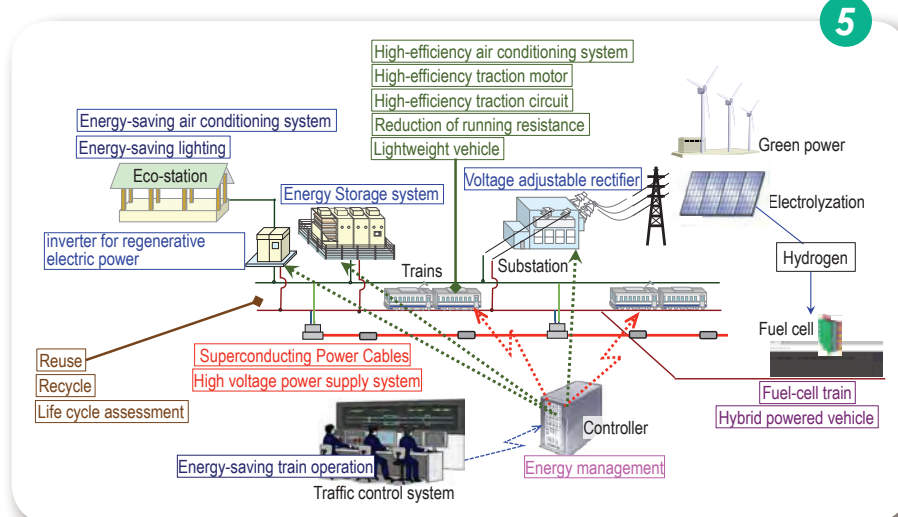 5
High-efficiency air conditioning system
High-efficiency traction motor
High-efficiency traction circuit
Reduction of running resistance
Lightweight vehicle
Energy-saving air conditioning system
Energy-saving lighting
Eco-station
Energy Storage system
Voltage adjustable rectifier
Green power
Electrolyzation
inverter for regenerative
electric power
Trains
Substation
Hydrogen
Fuel cell
Reuse
Recycle
Life cycle assessment
Superconducting Power Cables
High voltage power supply system
Fuel-cell train
Hybrid powered vehicle
Controller
Energy-saving train operation
Energy management
Traffic control system